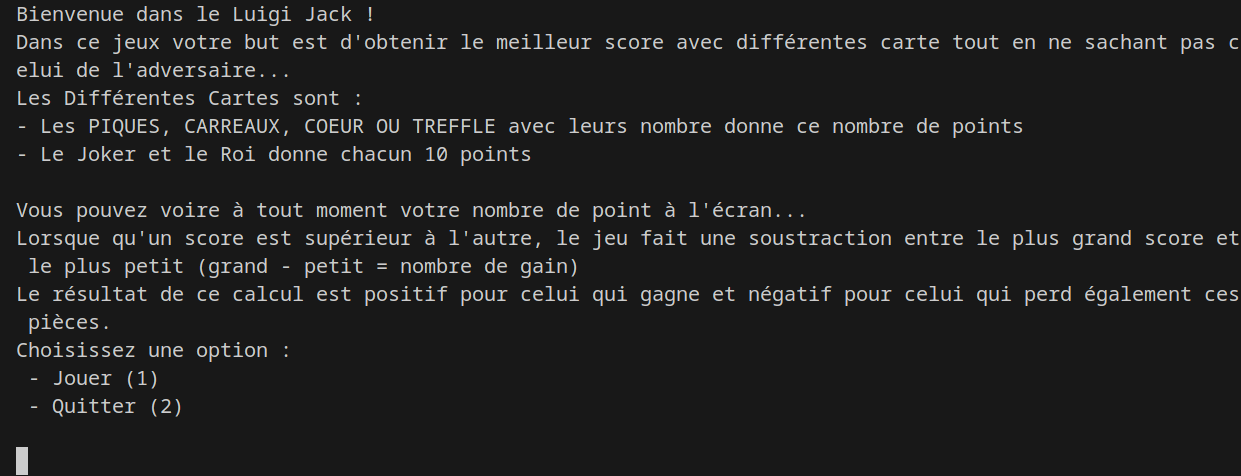 Bienvenue dans le Luigi Jack !
Dans ce jeux votre but est d'obtenir le meilleur score avec différentes carte tout en ne sachant pas c
elui de l'adversaire...
Les Différentes Cartes sont :
- Les PIQUES, CARREAUX, COEUR OU TREFFLE avec leurs nombre donne ce nombre de points
- Le Joker et le Roi donne chacun 10 points
Vous pouvez voire à tout moment votre nombre de point à l'écran...
Lorsque qu'un score est supérieur à l'autre, le jeu fait une soustraction entre le plus grand score et
le plus petit (grand - petit = nombre de gain)
Le résultat de ce calcul est positif pour celui qui gagne et négatif pour celui qui perd également ces
pièces.
Choisissez une option :
- Jouer (1)
- Quitter (2)